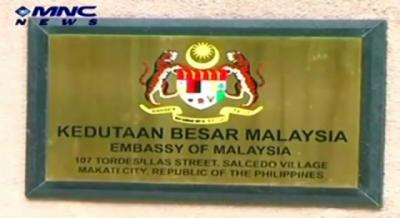 MNC
NEWS
KEDUTAAN BESAR MALAYSIA
EMBASSY OF MALAYSIA
107 TORDESILLAS STREET, SALCEDO VILLAGE
MAKATI CITY, REPUBLIC OF THE PHILIPPINES